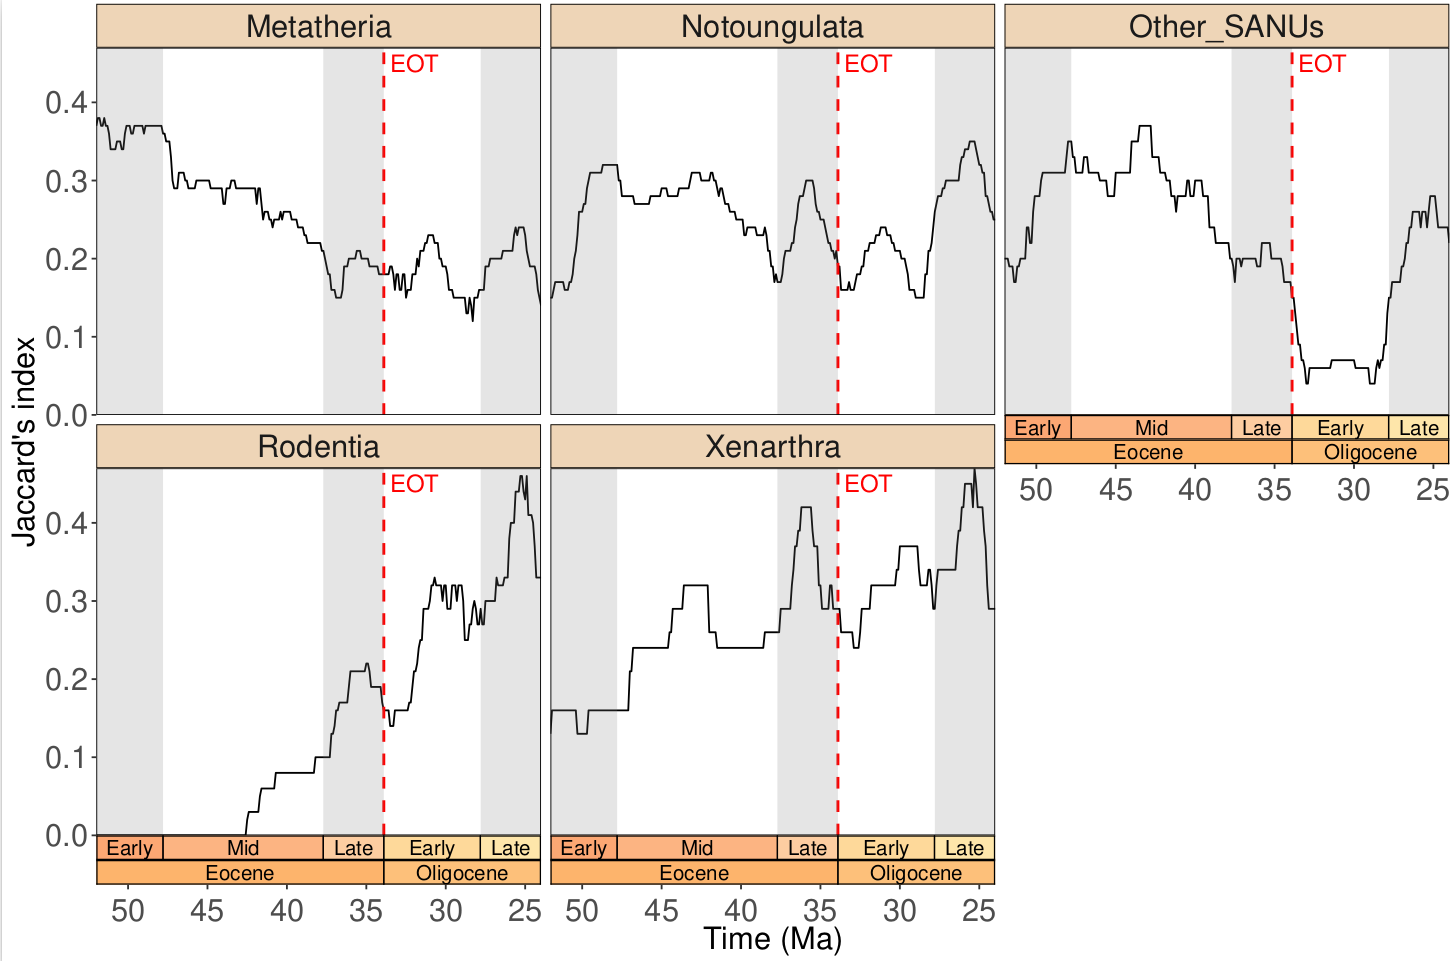 Metatheria
Notoungulata
Other_SANUs
EOT
EOT
EOT
0.4
0.3
0.2
0.1
0.0
Early Mid Late Early Late
Eocene Oligocene
50 45 40 35 30 25
Jaccard's index
Rodentia
Xenarthra
EOT
EOT
0.4
0.3
0.2
0.1
0.0
Early Mid Late Early Late
Eocene Oligocene
Early Mid Late Early Late
Eocene Oligocene
50 45 40 35 30 25
50 45 40 35 30 25
Time (Ma)